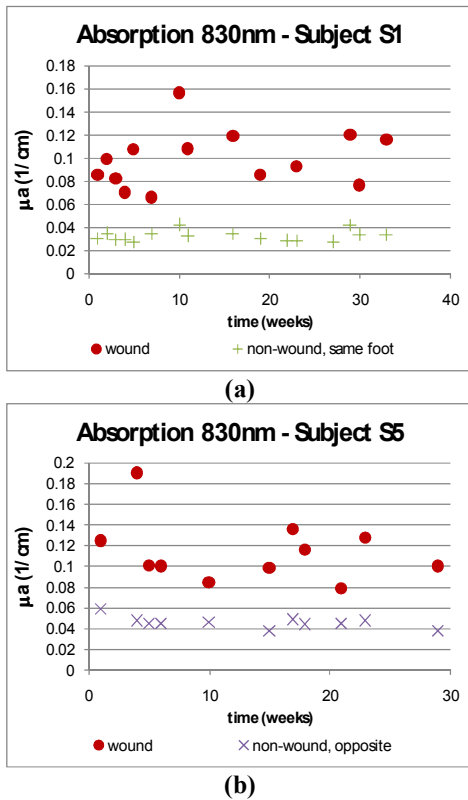 Absorption 830nm - Subject S1
0.18
0.16
0.14
0.12
0.1
0.08
0.06
0.04
0.02
0
μa (1/ cm)
0 10 20 30 40
time (weeks)
wound non-wound, same foot
(a)
Absorption 830nm - Subject S5
0.2
0.18
0.16
0.14
0.12
0.1
0.08
0.06
0.04
0.02
0
μa (1/ cm)
0 10 20 30
time (weeks)
wound non-wound, opposite
(b)